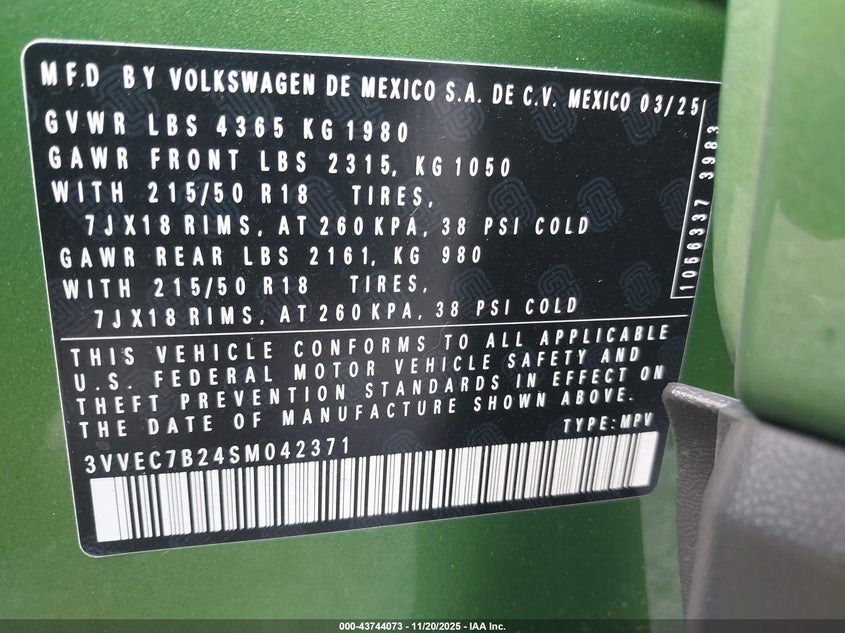 MFD BY VOLKSWAGEN DE MEXICO S.A. DE C.V. MEXICO 03/25
GVWR LBS 4365 KG 1980
GAWR FRONT LBS 2315, KG 1050
WITH 215/50 R18 TIRES,
7JX18 RIMS, AT 260 KPA, 38 PSI COLD
GAWR REAR LBS 2161, KG 980
WITH 215/50 R18 TIRES,
7JX18 RIMS, AT 260 KPA, 38 PSI COLD
1056337 3983
THIS VEHICLE CONFORMS TO ALL APPLICABLE
U.S. FEDERAL MOTOR VEHICLE SAFETY AND
THEFT PREVENTION STANDARDS IN EFFECT ON
THE DATE OF MANUFACTURE SHOWN ABOVE.
TYPE: MPV
3VVEC7B24SM042371
000-43744073 - 11/20/2025 - IAA Inc.